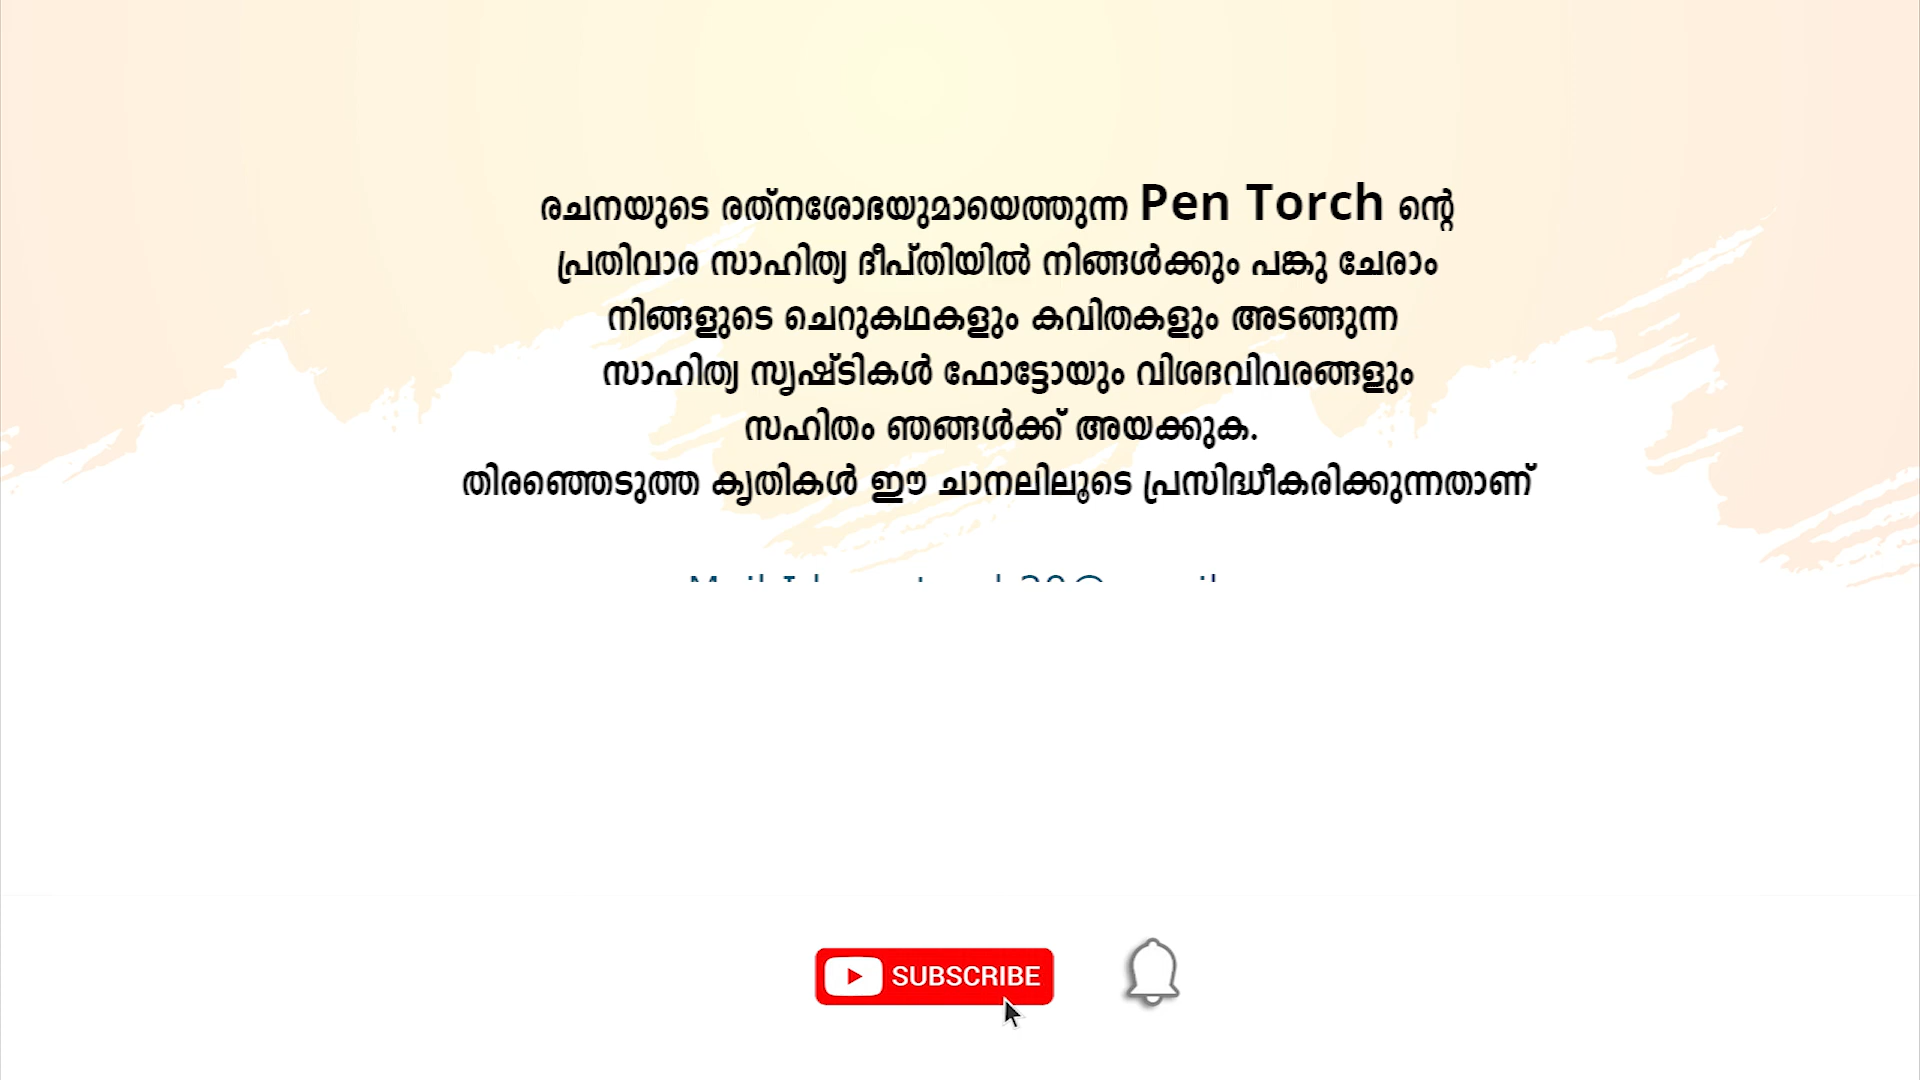 രചനയുടെ രത്നശോഭയുമായെത്തുന്ന Pen Torch ന്റെ
പ്രതിവാര സാഹിത്യ ദീപ്തിയിൽ നിങ്ങൾക്കും പങ്കു ചേരാം
നിങ്ങളുടെ ചെറുകഥകളും കവിതകളും അടങ്ങുന്ന
സാഹിത്യ സൃഷ്ടികൾ ഫോട്ടോയും വിശദവിവരങ്ങളും
സഹിതം ഞങ്ങൾക്ക് അയക്കുക.
തിരഞ്ഞെടുത്ത കൃതികൾ ഈ ചാനലിലൂടെ പ്രസിദ്ധീകരിക്കുന്നതാണ്
SUBSCRIBE